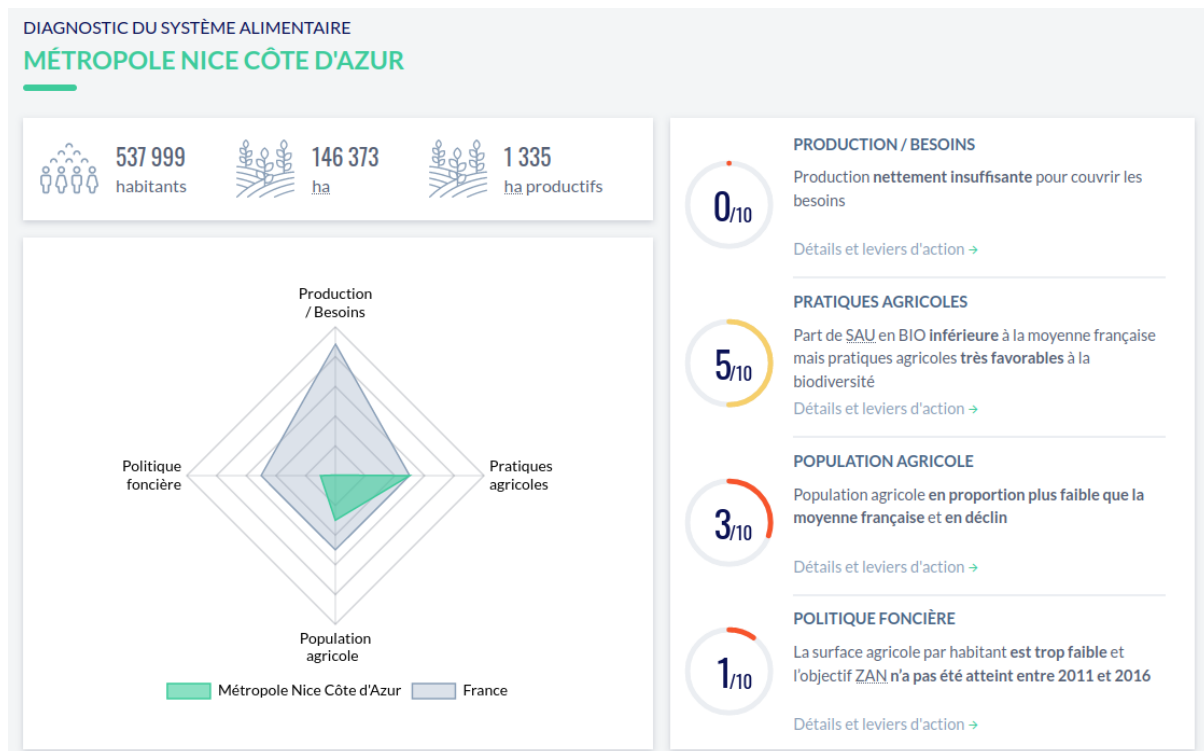 DIAGNOSTIC DU SYSTÈME ALIMENTAIRE
MÉTROPOLE NICE CÔTE D'AZUR
537 999
habitants
146 373
ha
1 335
ha productifs
Production
/ Besoins
Politique
foncière
Pratiques
agricoles
Population
agricole
Métropole Nice Côte d'Azur
France
PRODUCTION / BESOINS
0/10
Production nettement insuffisante pour couvrir les
besoins
Détails et leviers d'action →
PRATIQUES AGRICOLES
5/10
Part de SAU en BIO inférieure à la moyenne française
mais pratiques agricoles très favorables à la
biodiversité
Détails et leviers d'action →
POPULATION AGRICOLE
3/10
Population agricole en proportion plus faible que la
moyenne française et en déclin
Détails et leviers d'action →
POLITIQUE FONCIÈRE
1/10
La surface agricole par habitant est trop faible et
l'objectif ZAN n'a pas été atteint entre 2011 et 2016
Détails et leviers d'action →